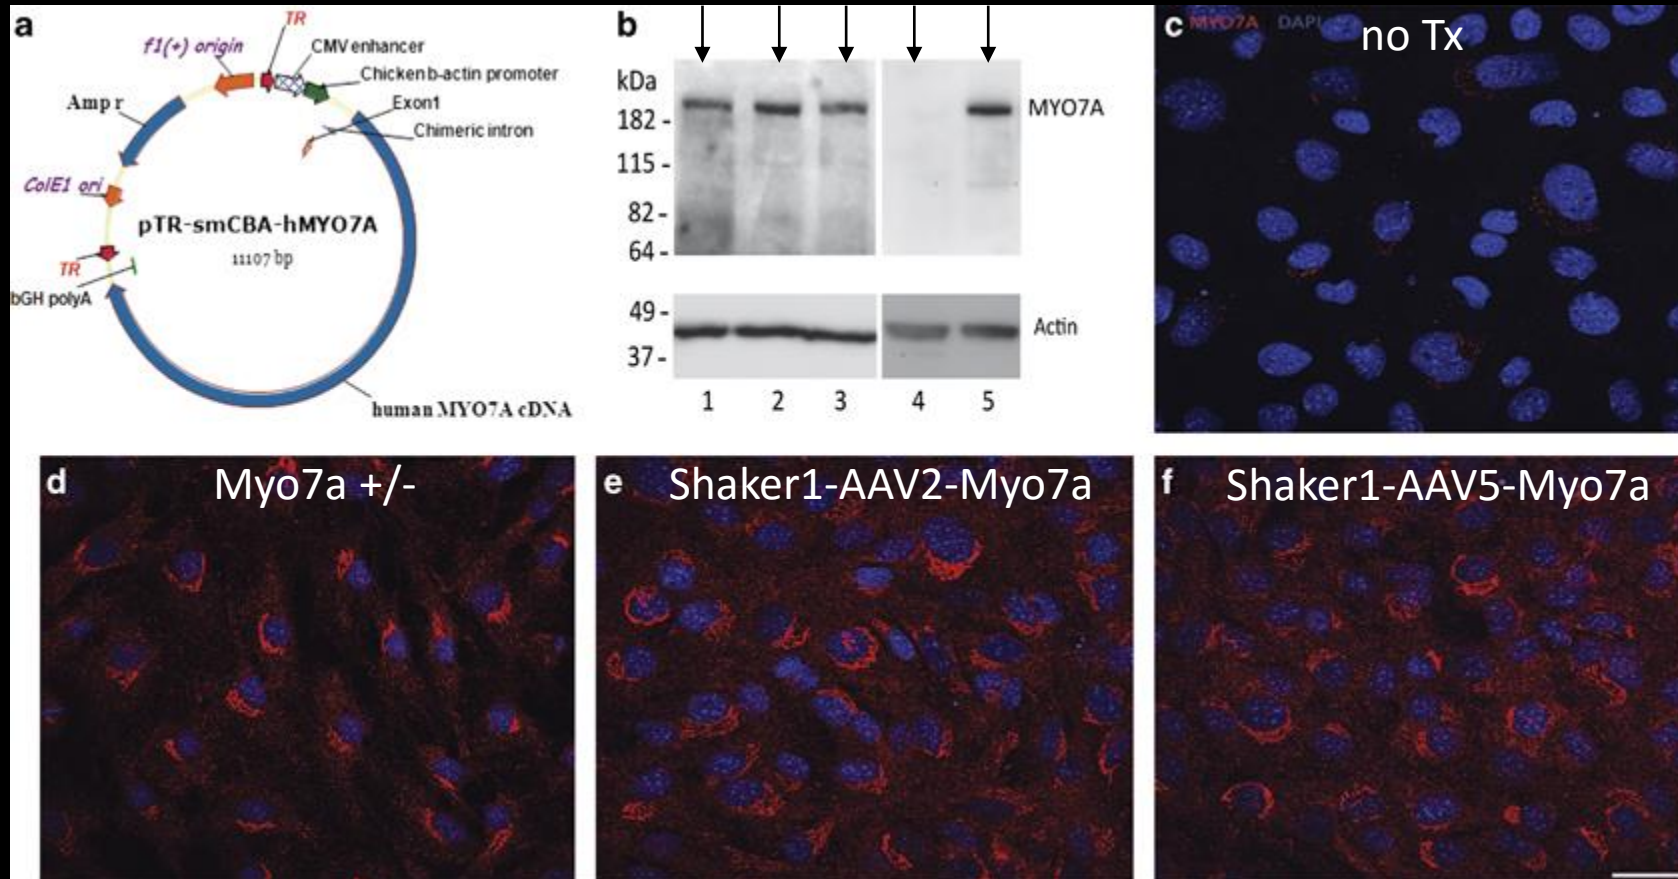 a
TR
f1(+) origin
CMV enhancer
Chicken b-actin promoter
Amp r
Exon1
Chimeric intron
ColE1 ori
pTR-smCBA-hMYO7A
11107 bp
TR
bGH polyA
human MYO7A cDNA
b
kDa
MYO7A
182 -
115 -
82 -
64 -
49 -
Actin
37 -
1 2 3 4 5
c MYO7A DAPI
no Tx
d Myo7a +/-
e Shaker1-AAV2-Myo7a
f Shaker1-AAV5-Myo7a